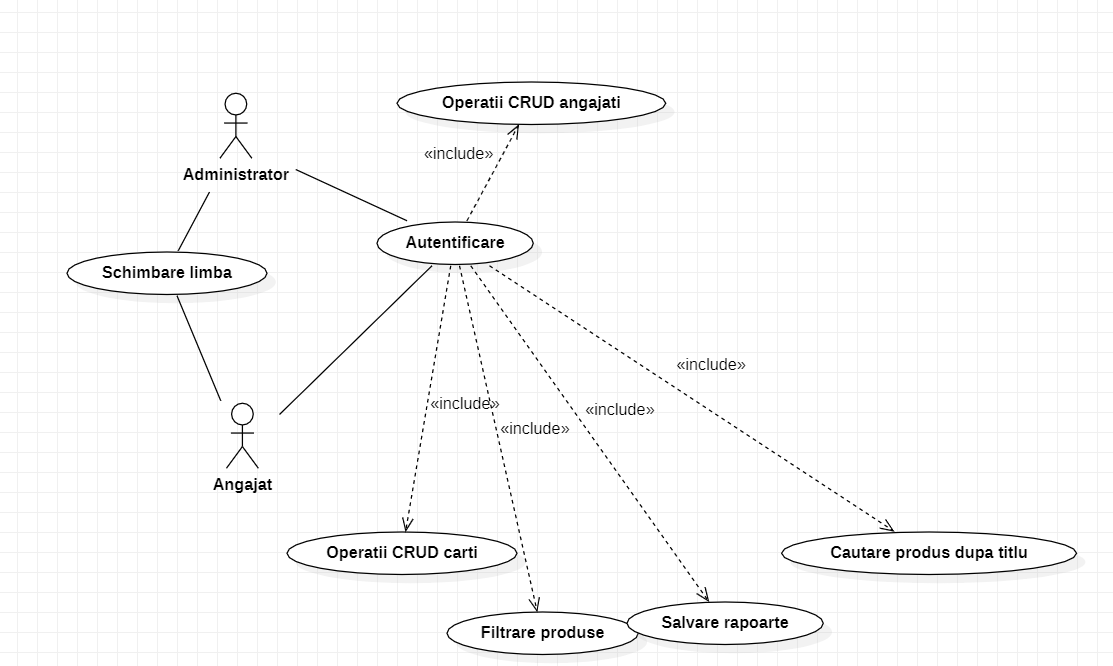 Operatii CRUD angajati
«include»
Administrator
Autentificare
Schimbare limba
«include»
«include»
«include»
«include»
Angajat
Operatii CRUD carti
Cautare produs dupa titlu
Filtrare produse
Salvare rapoarte